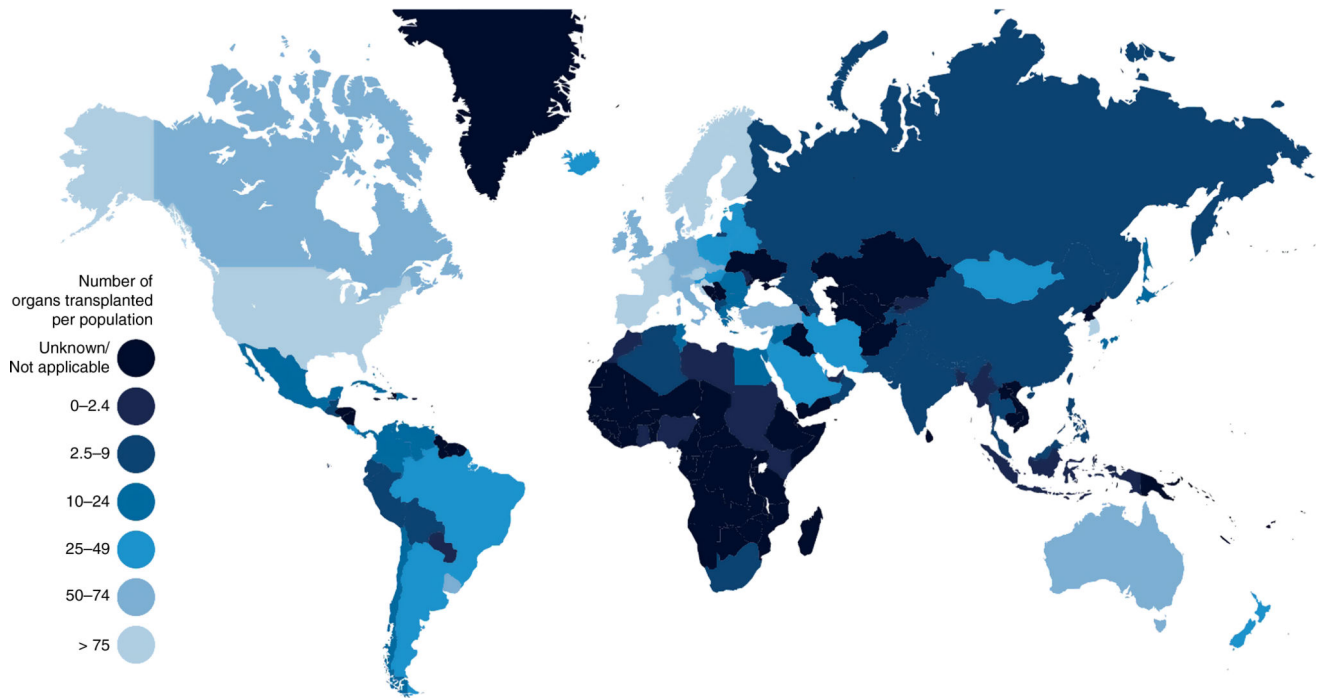 Number of
organs transplanted
per population
Unknown/
Not applicable
0–2.4
2.5–9
10–24
25–49
50–74
> 75